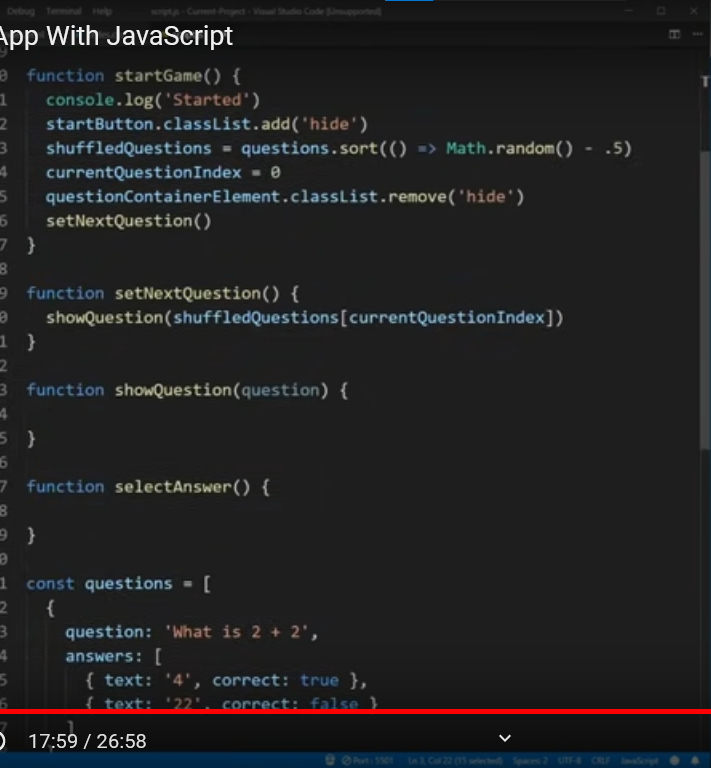 Debug Terminal Help script.js - Current-Project - Visual Studio Code [Unsupported]
App With JavaScript
0 function startGame() {
1 console.log('Started')
2 startButton.classList.add('hide')
3 shuffledQuestions = questions.sort(() => Math.random() - .5)
4 currentQuestionIndex = 0
5 questionContainerElement.classList.remove('hide')
6 setNextQuestion()
7 }
8
9 function setNextQuestion() {
0 showQuestion(shuffledQuestions[currentQuestionIndex])
1 }
2
3 function showQuestion(question) {
4
5 }
6
7 function selectAnswer() {
8
9 }
0
1 const questions = [
2 {
3 question: 'What is 2 + 2',
4 answers: [
5 { text: '4', correct: true },
6 { text: '22', correct: false }
7 ]
17:59 / 26:58
Port : 5501 Ln 3, Col 22 (15 selected) Spaces: 2 UTF-8 CRLF JavaScript